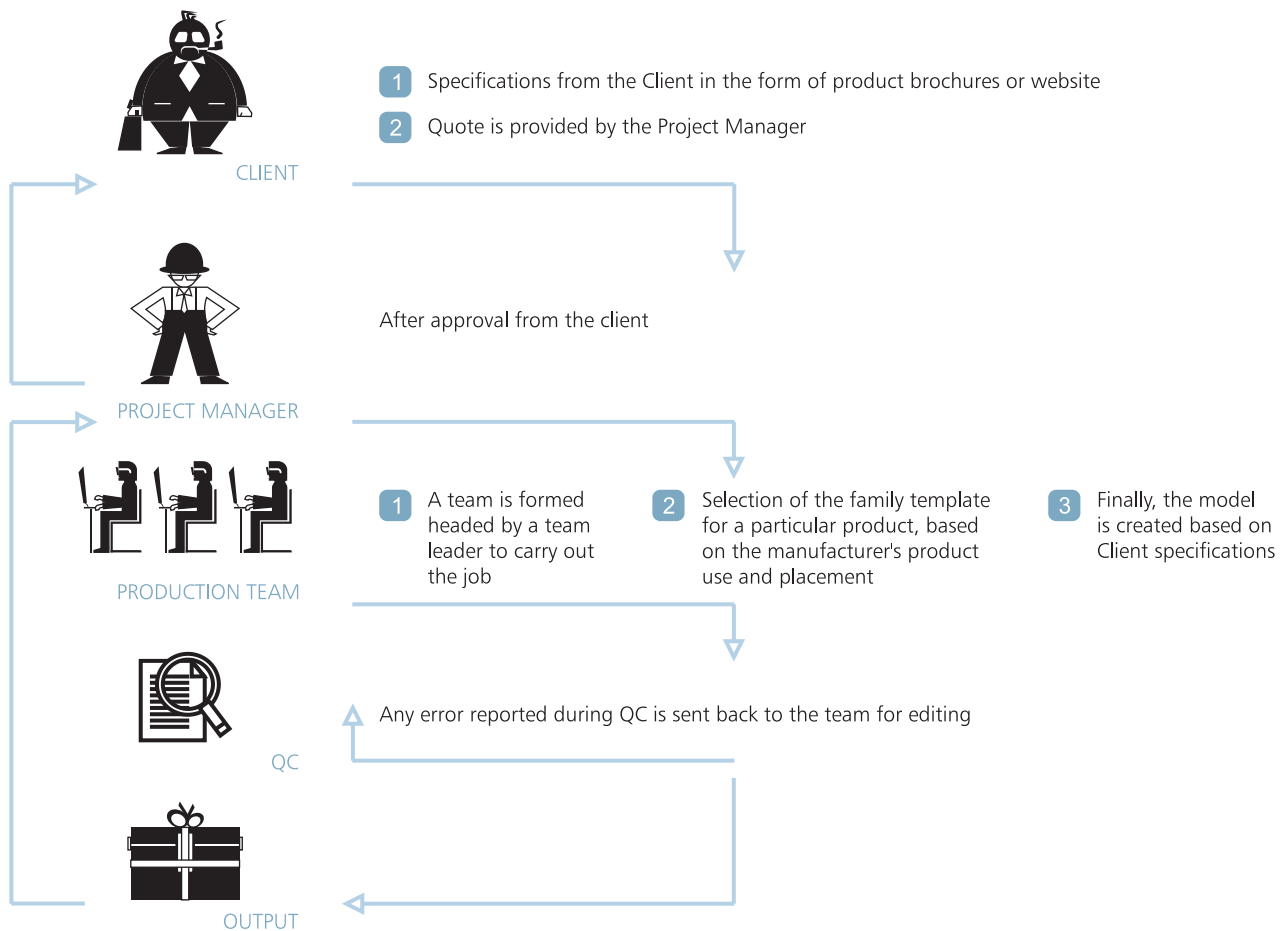 1 Specifications from the Client in the form of product brochures or website
2 Quote is provided by the Project Manager
CLIENT
After approval from the client
PROJECT MANAGER
1 A team is formed
headed by a team
leader to carry out
the job
2 Selection of the family template
for a particular product, based
on the manufacturer's product
use and placement
3 Finally, the model
is created based on
Client specifications
PRODUCTION TEAM
Any error reported during QC is sent back to the team for editing
QC
OUTPUT